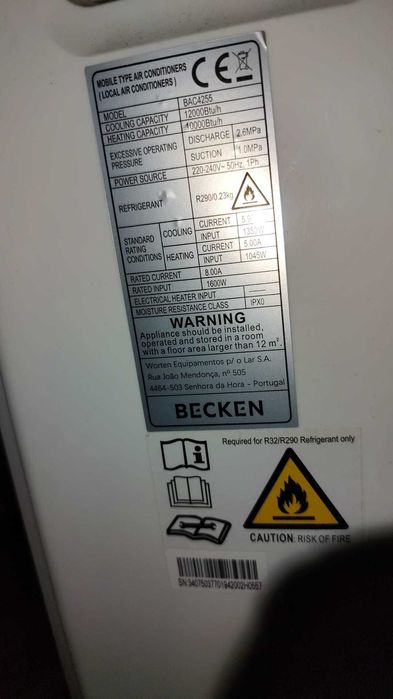 MOBILE TYPE AIR CONDITIONERS
( LOCAL AIR CONDITIONERS )
CE
MODEL BAC4255
COOLING CAPACITY 12000Btu/h
HEATING CAPACITY 10000Btu/h
EXCESSIVE OPERATING PRESSURE DISCHARGE 2.6MPa
SUCTION 1.0MPa
POWER SOURCE 220-240V~ 50Hz, 1Ph
REFRIGERANT R290/0.23kg
STANDARD RATING CONDITIONS COOLING CURRENT
INPUT 1350W
HEATING CURRENT 5.00A
INPUT 1045W
RATED CURRENT 8.00A
RATED INPUT 1600W
ELECTRICAL HEATER INPUT
MOISTURE RESISTANCE CLASS IPX0
WARNING
Appliance should be installed,
operated and stored in a room
with a floor area larger than 12 m².
Worten Equipamentos p/ o Lar S.A.
Rua João Mendonça, nº 505
4464-503 Senhora da Hora - Portugal
BECKEN
Required for R32/R290 Refrigerant only
CAUTION: RISK OF FIRE